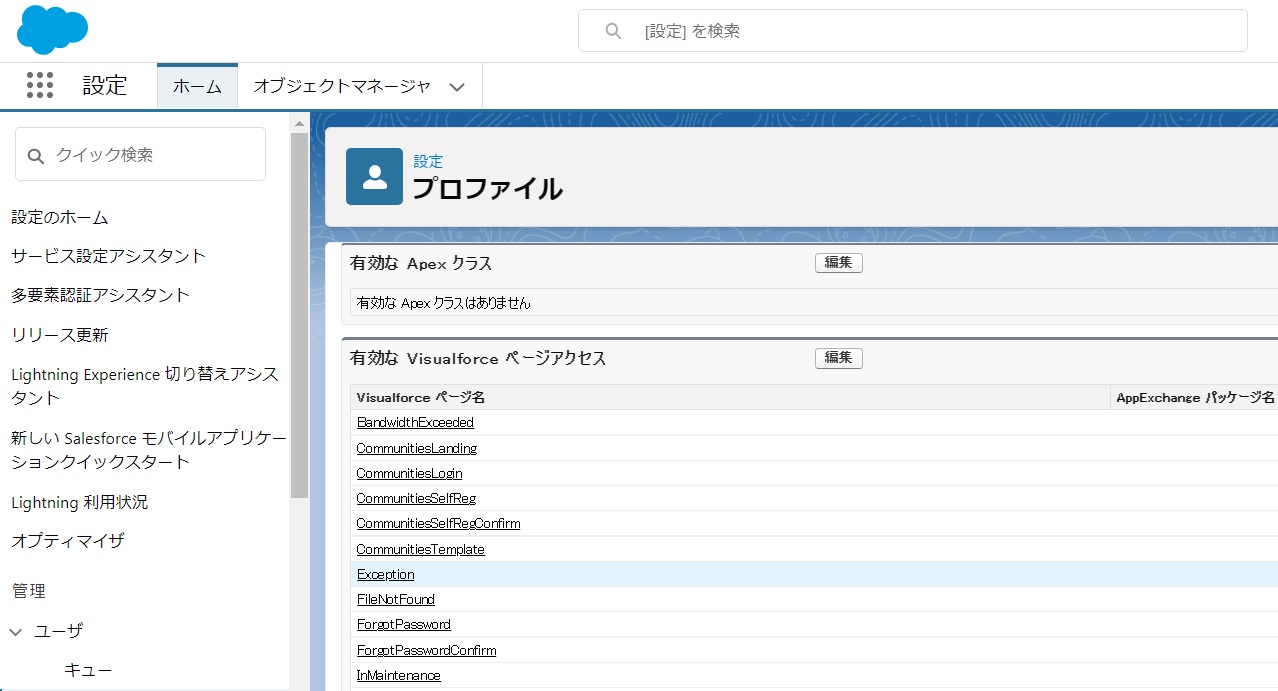 [設定] を検索
設定
ホーム
オブジェクトマネージャ
クイック検索
設定のホーム
サービス設定アシスタント
多要素認証アシスタント
リリース更新
Lightning Experience 切り替えアシス
タント
新しい Salesforce モバイルアプリケー
ションクイックスタート
Lightning 利用状況
オプティマイザ
管理
ユーザ
キュー
設定
プロファイル
有効な Apex クラス
編集
有効な Apex クラスはありません
有効な Visualforce ページアクセス
編集
Visualforce ページ名
AppExchange パッケージ名
BandwidthExceeded
CommunitiesLanding
CommunitiesLogin
CommunitiesSelfReg
CommunitiesSelfRegConfirm
CommunitiesTemplate
Exception
FileNotFound
ForgotPassword
ForgotPasswordConfirm
InMaintenance